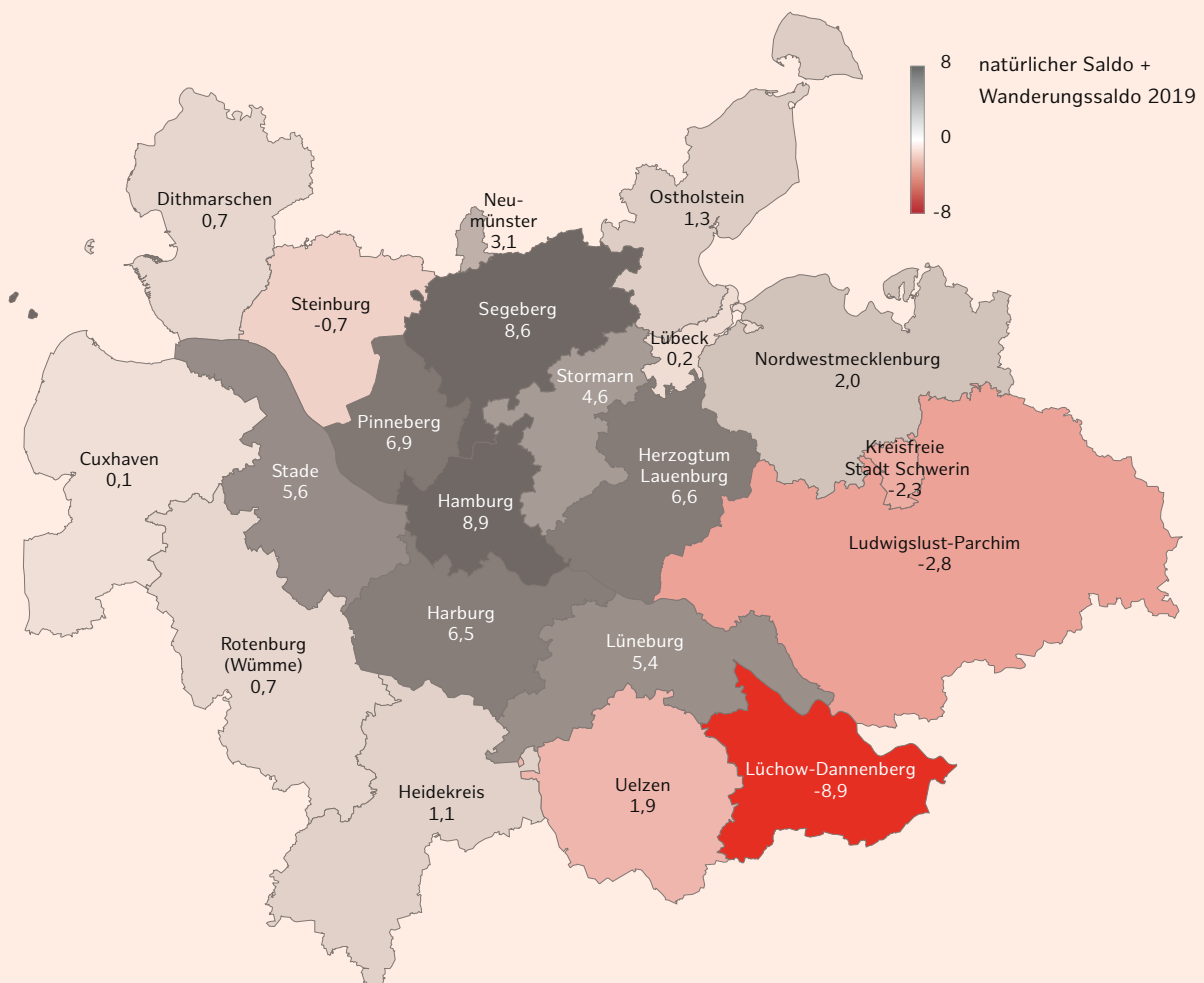 8
natürlicher Saldo +
Wanderungssaldo 2019
0
-8
Dithmarschen
0,7
Neu-
münster
3,1
Ostholstein
1,3
Steinburg
-0,7
Segeberg
8,6
Lübeck
0,2
Nordwestmecklenburg
2,0
Stormarn
4,6
Pinneberg
6,9
Cuxhaven
0,1
Stade
5,6
Herzogtum
Lauenburg
6,6
Kreisfreie
Stadt Schwerin
-2,3
Hamburg
8,9
Ludwigslust-Parchim
-2,8
Harburg
6,5
Lüneburg
5,4
Rotenburg
(Wümme)
0,7
Heidekreis
1,1
Uelzen
1,9
Lüchow-Dannenberg
-8,9